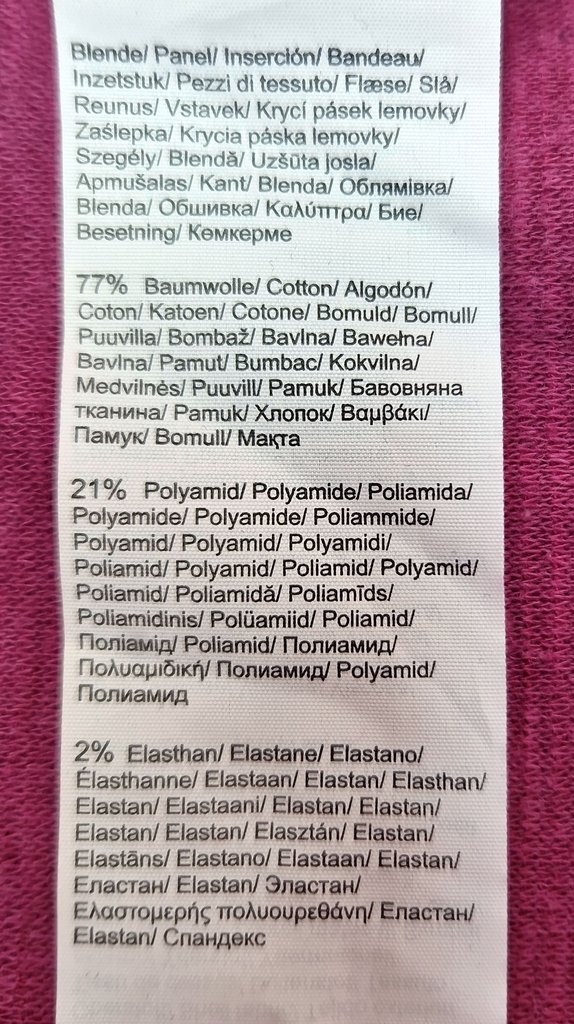 Blende/ Panel/ Inserción/ Bandeau/
Inzetstuk/ Pezzi di tessuto/ Flæse/ Slå/
Reunus/ Vstavek/ Krycí pásek lemovky/
Zaślepka/ Krycia páska lemovky/
Szegély/ Blendă/ Uzšūta josla/
Apmušalas/ Kant/ Blenda/ Облямівка/
Blenda/ Обшивка/ Καλύπτρα/ Бие/
Besetning/ Көмкерме
77% Baumwolle/ Cotton/ Algodón/
Coton/ Katoen/ Cotone/ Bomuld/ Bomull/
Puuvilla/ Bombaž/ Bavlna/ Bawełna/
Bavlna/ Pamut/ Bumbac/ Kokvilna/
Medvilnės/ Puuvill/ Pamuk/ Бавовняна
тканина/ Pamuk/ Хлопок/ Βαμβάκι/
Памук/ Bomull/ Мақта
21% Polyamid/ Polyamide/ Poliamida/
Polyamide/ Polyamide/ Poliammide/
Polyamid/ Polyamid/ Polyamidi/
Poliamid/ Polyamid/ Poliamid/ Polyamid/
Poliamid/ Poliamidă/ Poliamīds/
Poliamidinis/ Polüamiid/ Poliamid/
Поліамід/ Poliamid/ Полиамид/
Πολυαμιδική/ Полиамид/ Polyamid/
Полиамид
2% Elasthan/ Elastane/ Elastano/
Élasthanne/ Elastaan/ Elastan/ Elasthan/
Elastan/ Elastaani/ Elastan/ Elastan/
Elastan/ Elastan/ Elasztán/ Elastan/
Elastāns/ Elastano/ Elastaan/ Elastan/
Еластан/ Elastan/ Эластан/
Ελαστομερής πολυουρεθάνη/ Еластан/
Elastan/ Спандекс